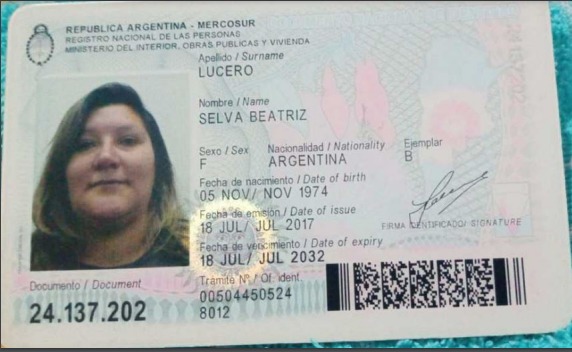 REPUBLICA ARGENTINA - MERCOSUR
REGISTRO NACIONAL DE LAS PERSONAS
MINISTERIO DEL INTERIOR, OBRAS PUBLICAS Y VIVIENDA
Apellido / Surname
LUCERO
Nombre / Name
SELVA BEATRIZ
Sexo / Sex Nacionalidad / Nationality Ejemplar
F ARGENTINA B
Fecha de nacimiento / Date of birth
05 NOV/ NOV 1974
Fecha de emisión / Date of issue
18 JUL/ JUL 2017
FIRMA IDENTIFICADO/ SIGNATURE
Fecha de vencimiento / Date of expiry
18 JUL/ JUL 2032
Documento / Document
24.137.202
Trámite Nº / Of. ident.
00504450524
8012